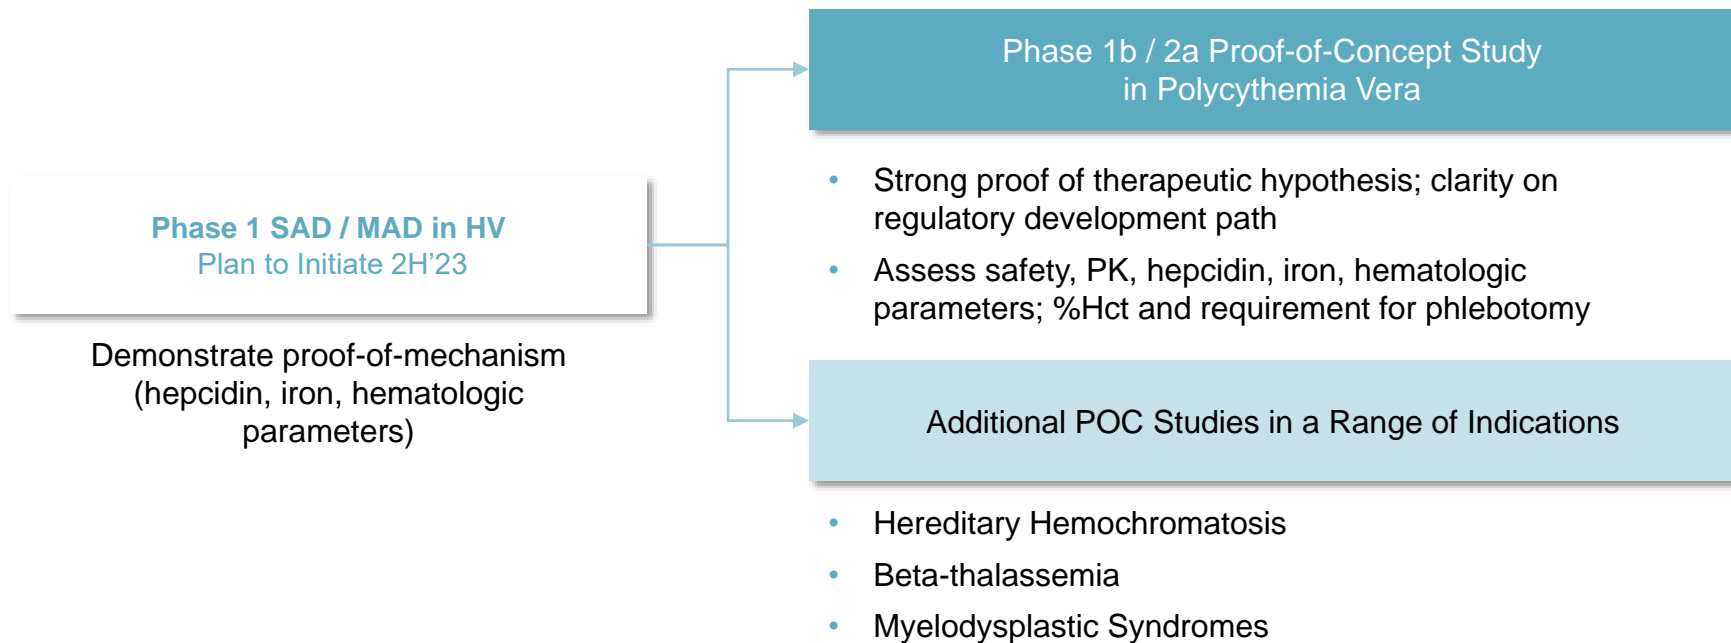 Phase 1 SAD / MAD in HV
Plan to Initiate 2H'23
Demonstrate proof-of-mechanism
(hepcidin, iron, hematologic
parameters)
Phase 1b / 2a Proof-of-Concept Study
in Polycythemia Vera
• Strong proof of therapeutic hypothesis; clarity on
regulatory development path
• Assess safety, PK, hepcidin, iron, hematologic
parameters; %Hct and requirement for phlebotomy
Additional POC Studies in a Range of Indications
• Hereditary Hemochromatosis
• Beta-thalassemia
• Myelodysplastic Syndromes